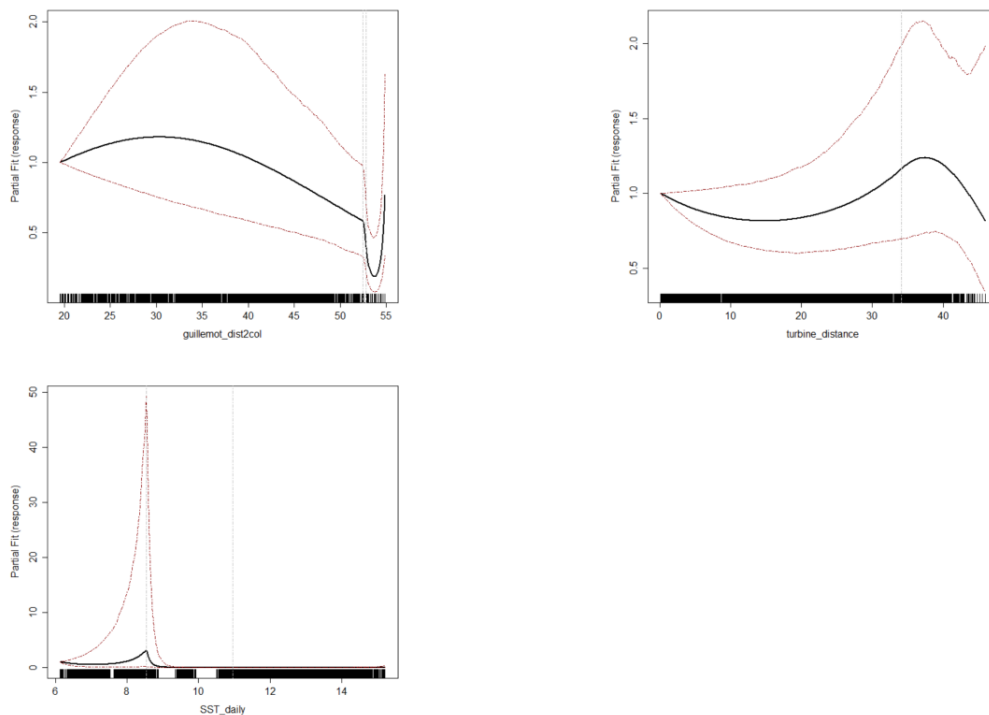 2.0
1.5
1.0
0.5
Partial Fit (response)
20 25 30 35 40 45 50 55
guillemot_dist2col
2.0
1.5
1.0
0.5
Partial Fit (response)
0 10 20 30 40
turbine_distance
50
40
30
20
10
0
Partial Fit (response)
6 8 10 12 14
SST_daily